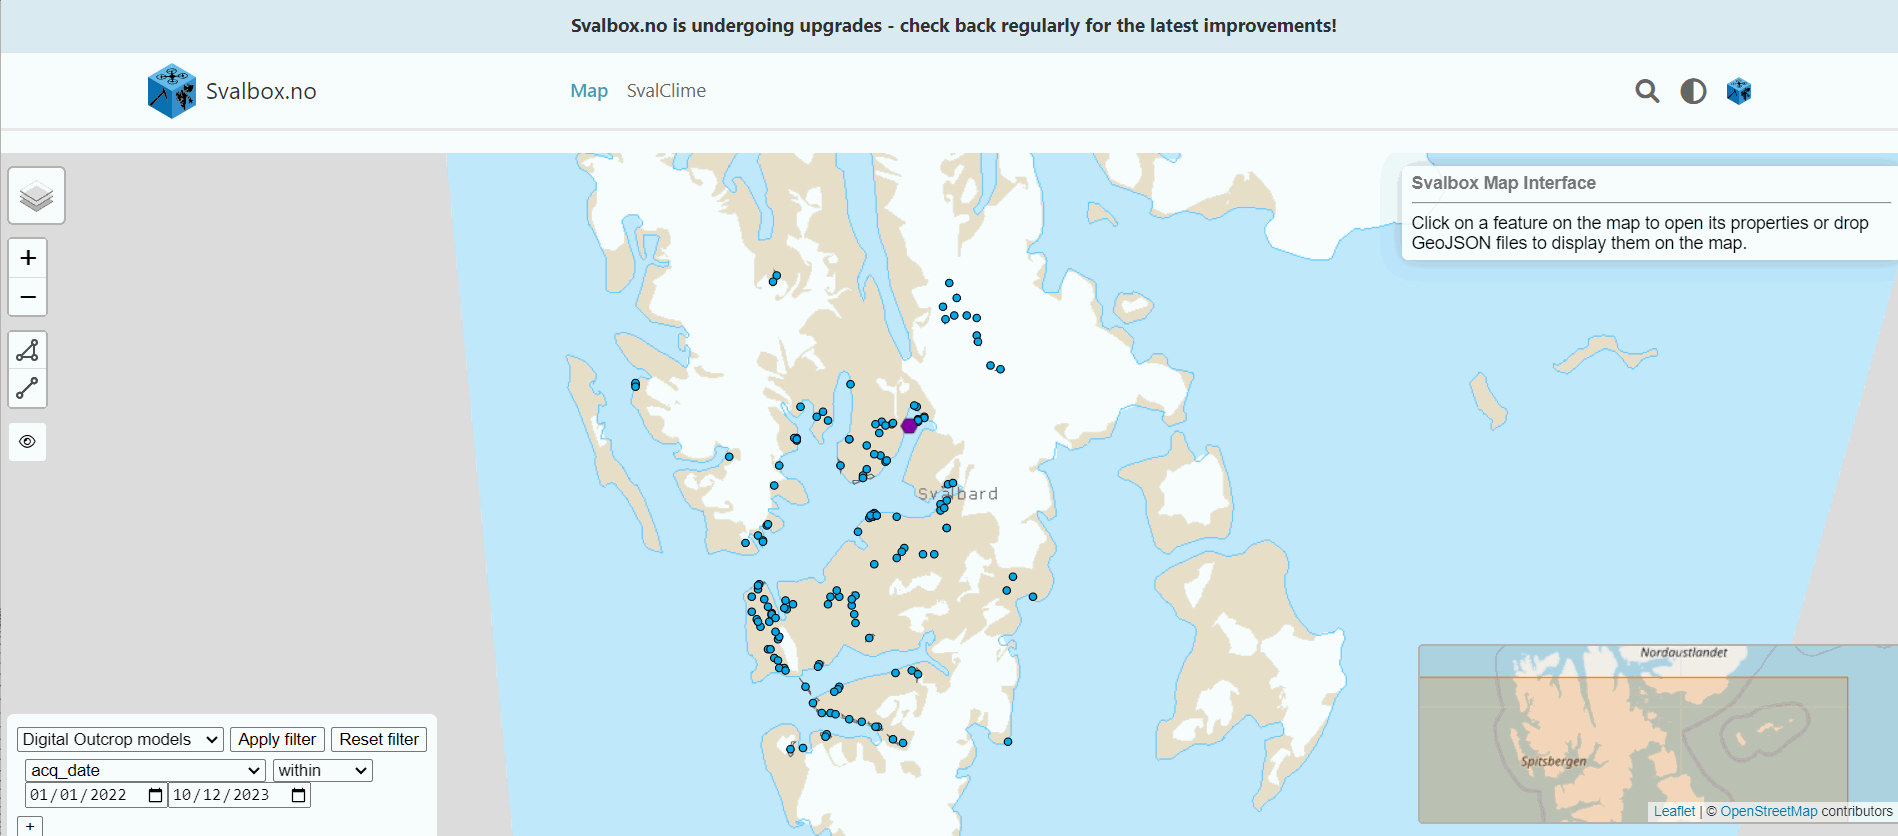 Svalbox.no is undergoing upgrades - check back regularly for the latest improvements!
Svalbox.no
Map
SvalClime
Svalbox Map Interface
Click on a feature on the map to open its properties or drop
GeoJSON files to display them on the map.
+
−
Svalbard
Digital Outcrop models
Apply filter
Reset filter
acq_date
within
01/01/2022
10/12/2023
+
Nordaustlandet
Spitsbergen
Leaflet | © OpenStreetMap contributors